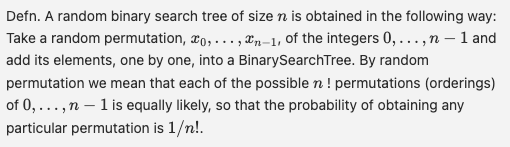 Defn. A random binary search tree of size n is obtained in the following way:
Take a random permutation, x₀, . . . , xₙ₋₁, of the integers 0, . . . , n − 1 and
add its elements, one by one, into a BinarySearchTree. By random
permutation we mean that each of the possible n ! permutations (orderings)
of 0, . . . , n − 1 is equally likely, so that the probability of obtaining any
particular permutation is 1/n!.